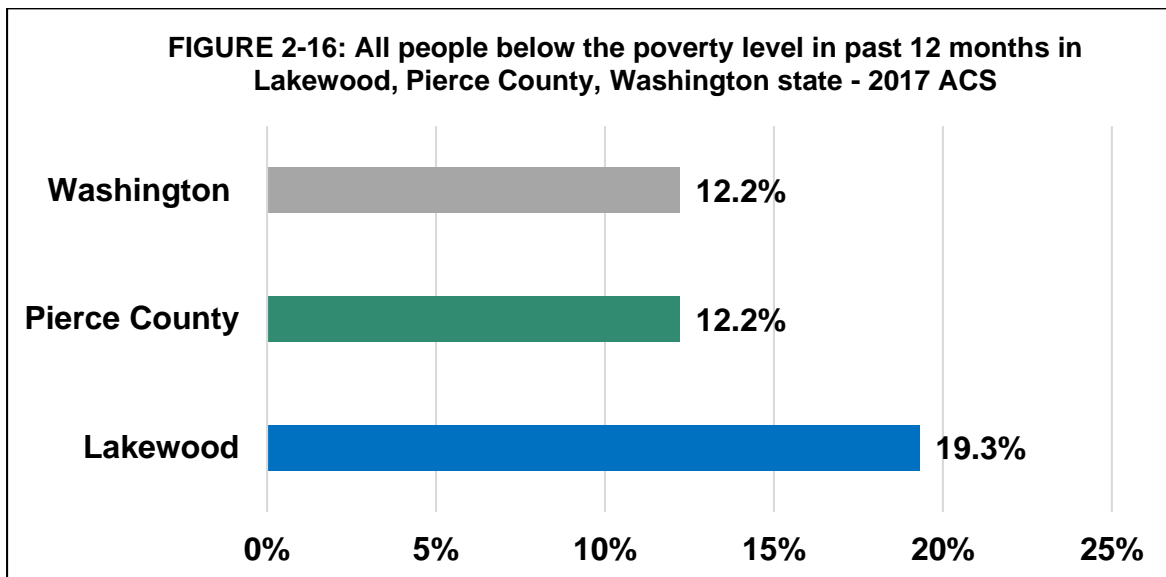 FIGURE 2-16: All people below the poverty level in past 12 months in
Lakewood, Pierce County, Washington state - 2017 ACS
Washington 12.2%
Pierce County 12.2%
Lakewood 19.3%
0% 5% 10% 15% 20% 25%